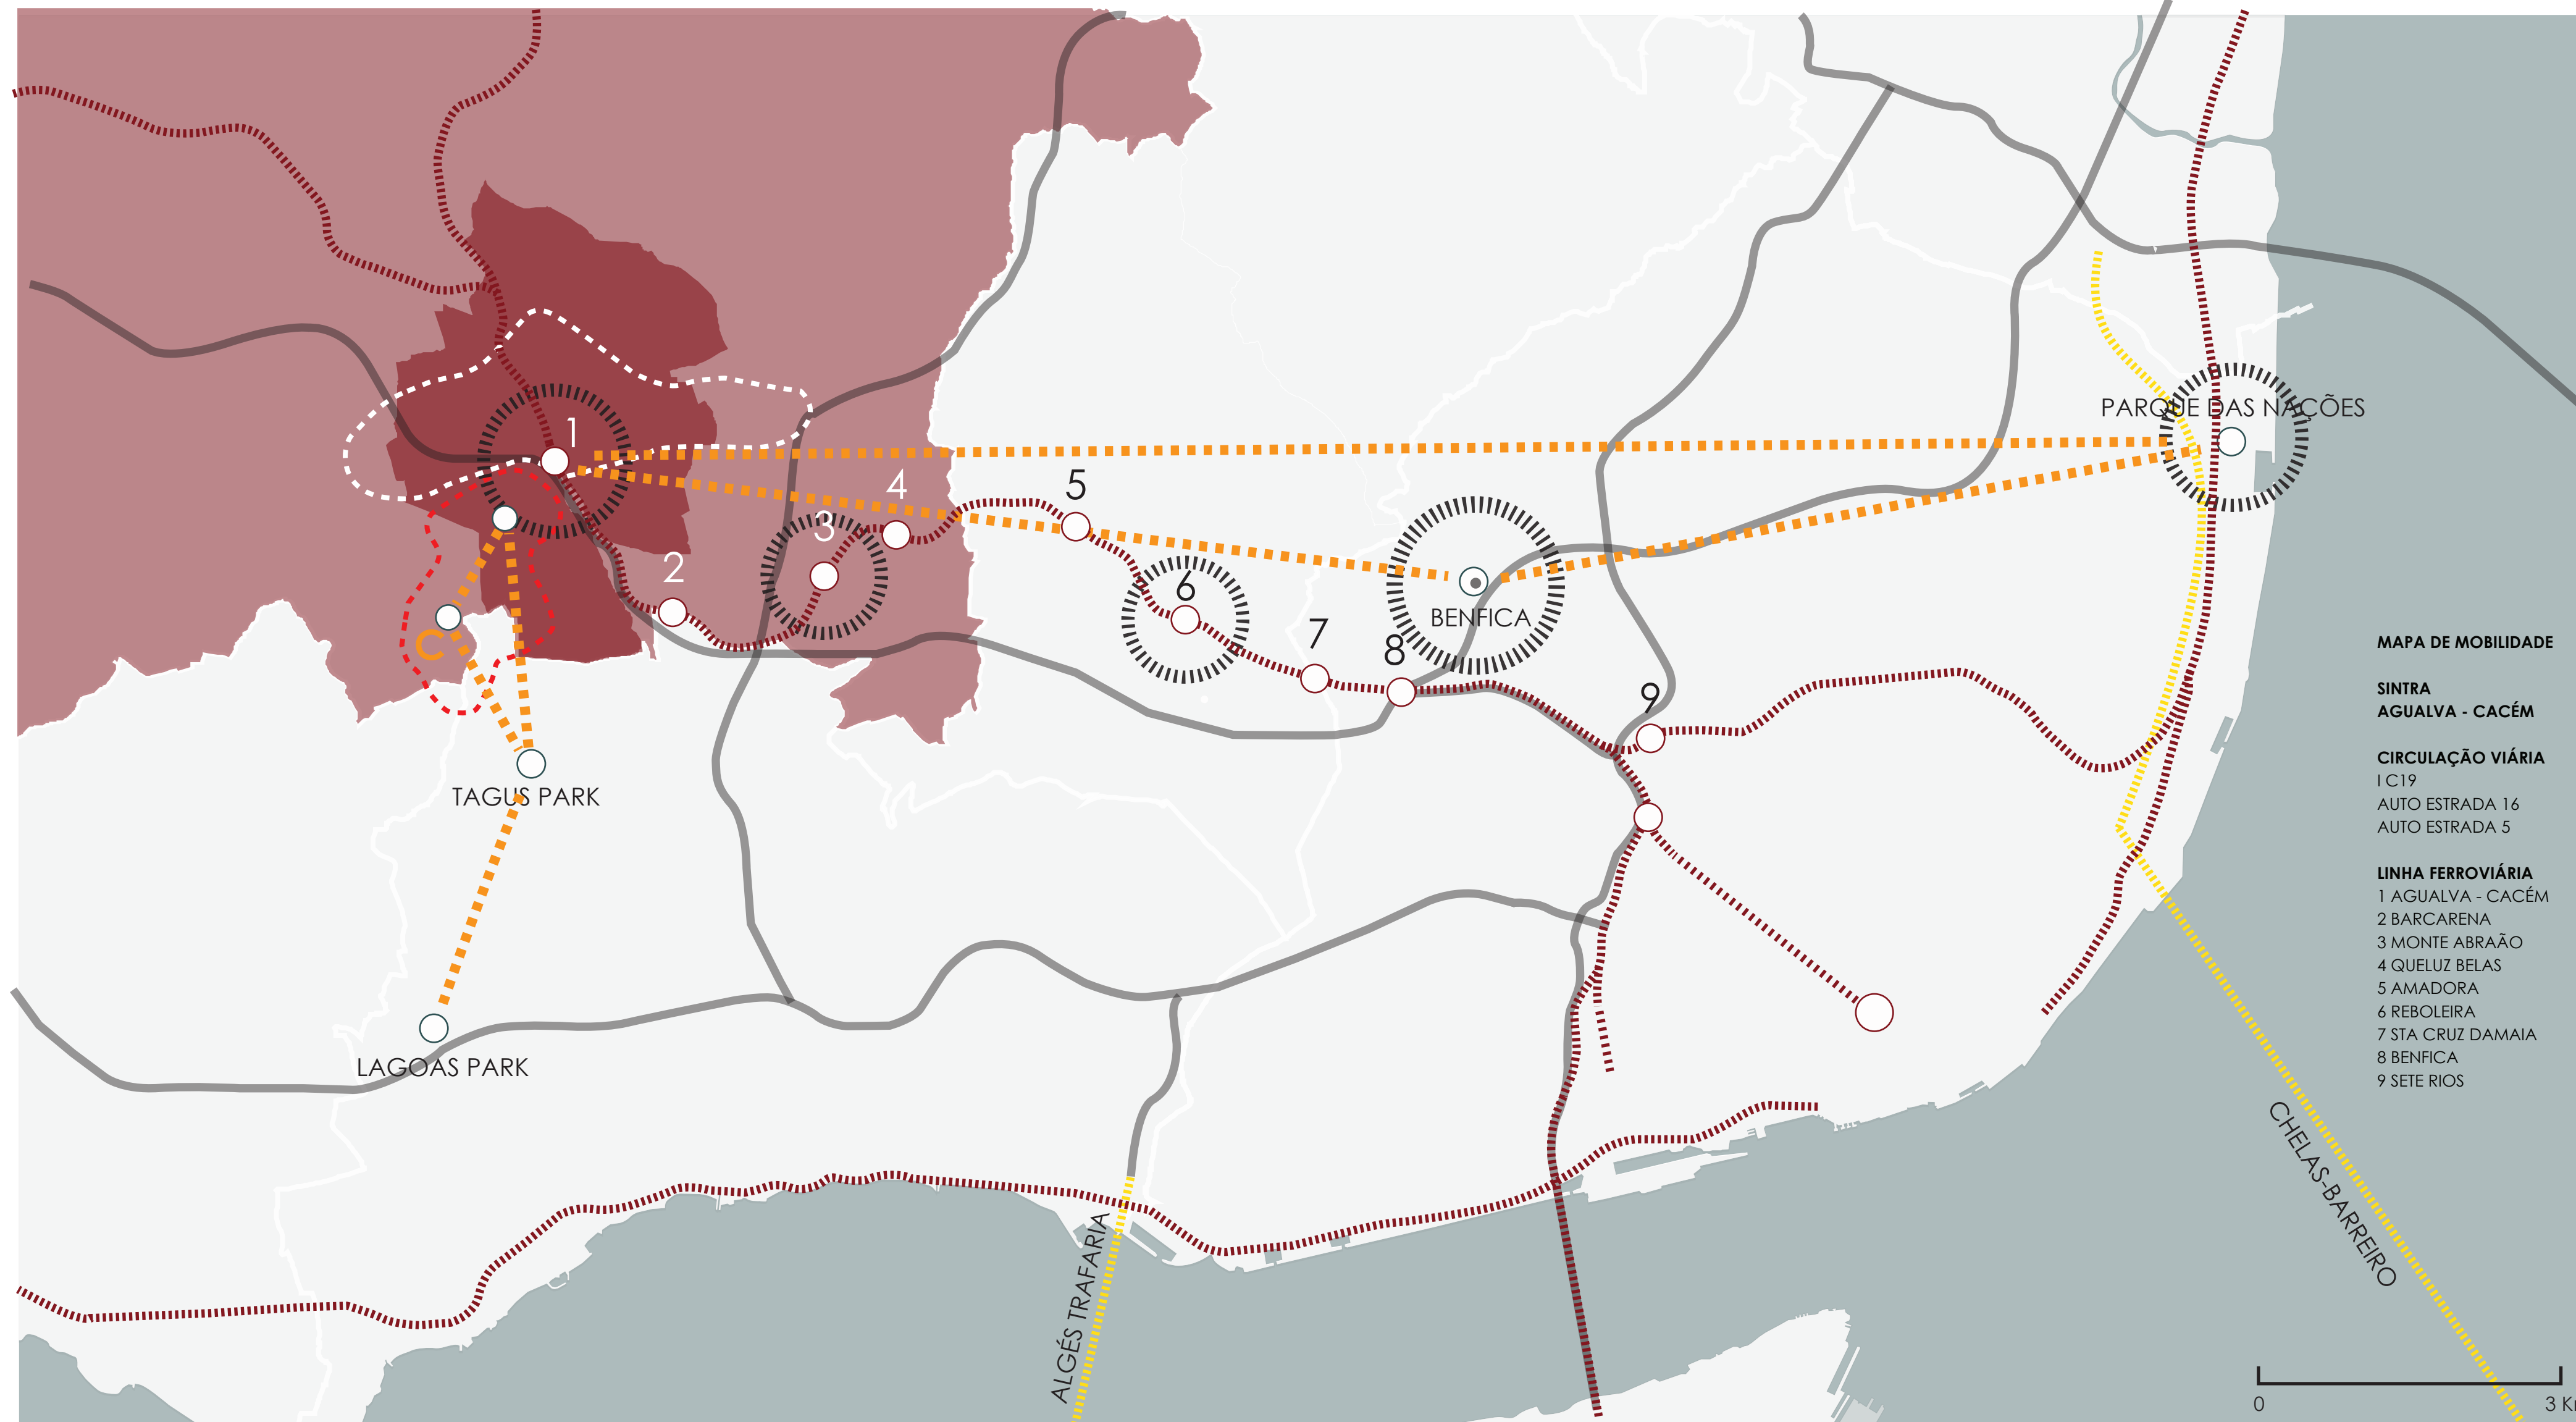 1
4
3
5
2
6
7
8
9
PARQUE DAS NAÇÕES
BENFICA
TAGUS PARK
LAGOAS PARK
ALGÉS TRAFARIA
CHELAS-BARREIRO
MAPA DE MOBILIDADE
SINTRA
AGUALVA - CACÉM
CIRCULAÇÃO VIÁRIA
I C19
AUTO ESTRADA 16
AUTO ESTRADA 5
LINHA FERROVIÁRIA
1 AGUALVA - CACÉM
2 BARCARENA
3 MONTE ABRAÃO
4 QUELUZ BELAS
5 AMADORA
6 REBOLEIRA
7 STA CRUZ DAMAIA
8 BENFICA
9 SETE RIOS
0 3 K